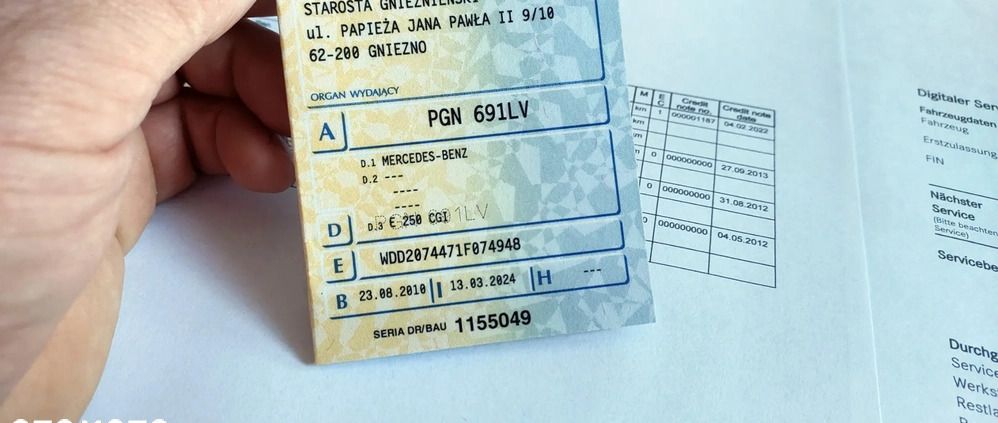 STAROSTA GNIEŹNIEŃSKI
ul. PAPIEŻA JANA PAWŁA II 9/10
62-200 GNIEZNO
ORGAN WYDAJĄCY
A PGN 691LV
D.1 MERCEDES-BENZ
D.2 ---
----
----
D D.3 E 250 CGI
E WDD2074471F074948
B 23.08.2010 I 13.03.2024 H ---
SERIA DR/BAU 1155049
M E C Credit note no. Credit note date
km 1 000001187 04.02.2022
km
km 0 000000000 27.09.2013
0 000000000 31.08.2012
0 000000000 04.05.2012
Digitaler Ser
Fahrzeugdaten
Fahrzeug
Erstzulassung
FIN
Nächster
Service
(Bitte beachten
Service)
Servicebe
Durchg
Service
Werks
Restla